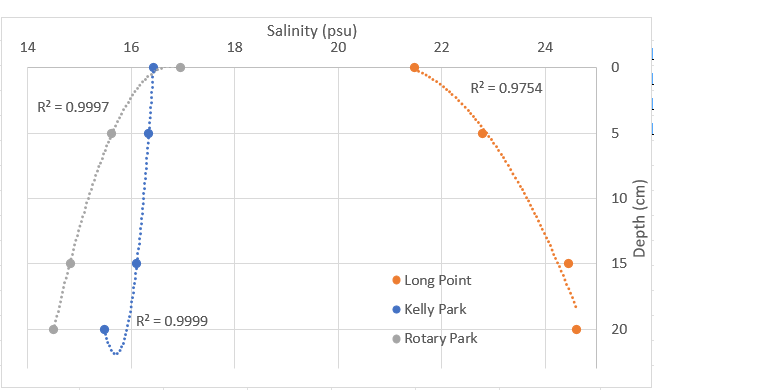 Salinity (psu)
14 16 18 20 22 24
0
R² = 0.9754
R² = 0.9997
5
10
Depth (cm)
15
Long Point
Kelly Park
R² = 0.9999
20
Rotary Park